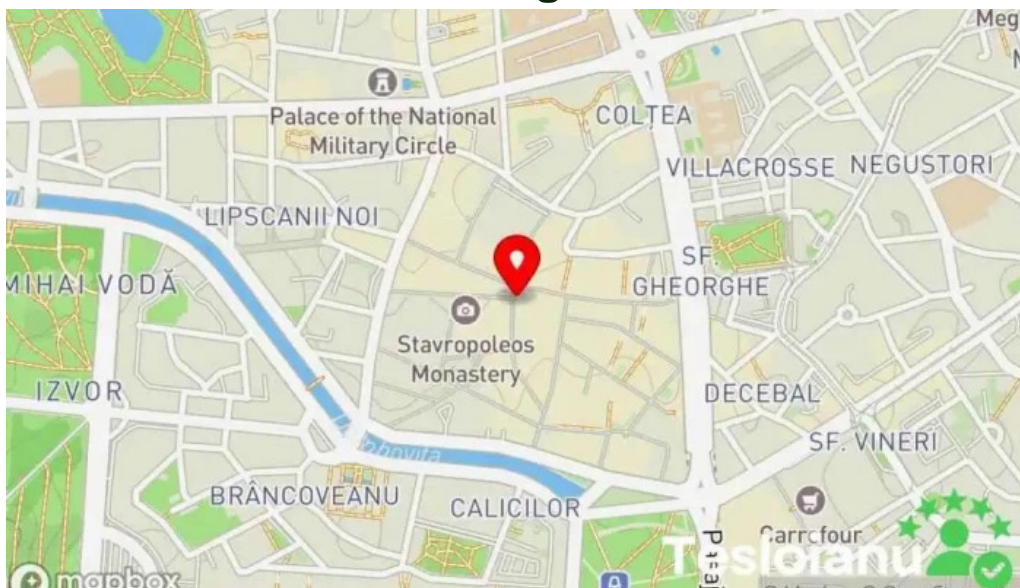 Meg
Palace of the National
Military Circle
COLȚEA
VILLACROSSE
NEGUSTORI
LIPSCANII NOI
SF.
GHEORGHE
MIHAI VODĂ
Stavropoleos
Monastery
IZVOR
DECEBAL
SF. VINERI
BRÂNCOVEANU
CALICILOR
Carrefour
mapbox